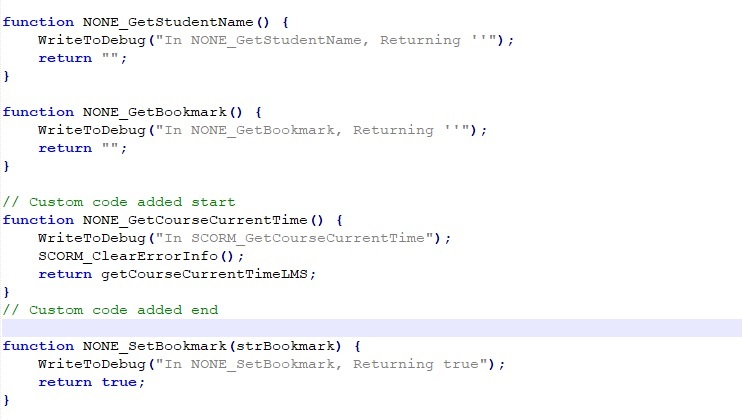 function NONE_GetStudentName() {
    WriteToDebug("In NONE_GetStudentName, Returning ''");
    return "";
}

function NONE_GetBookmark() {
    WriteToDebug("In NONE_GetBookmark, Returning ''");
    return "";
}

// Custom code added start
function NONE_GetCourseCurrentTime() {
    WriteToDebug("In SCORM_GetCourseCurrentTime");
    SCORM_ClearErrorInfo();
    return getCourseCurrentTimeLMS;
}
// Custom code added end

function NONE_SetBookmark(strBookmark) {
    WriteToDebug("In NONE_SetBookmark, Returning true");
    return true;
}